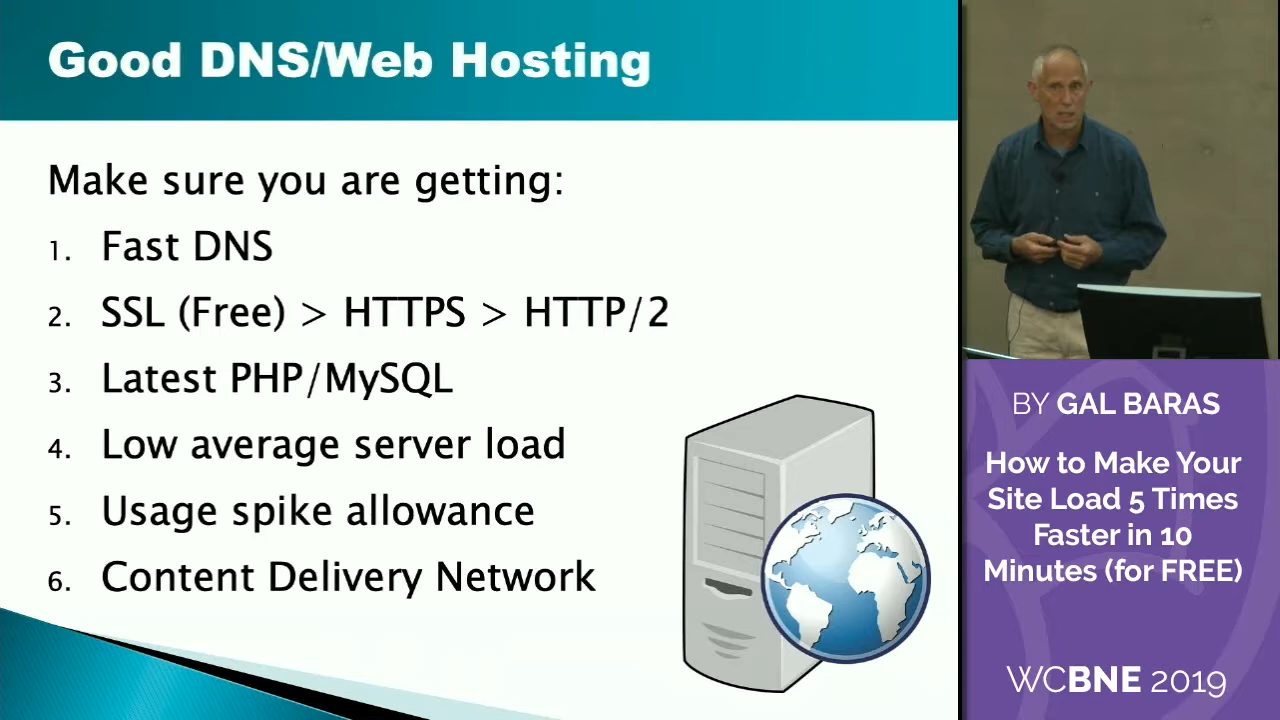 Good DNS/Web Hosting
Make sure you are getting:
1. Fast DNS
2. SSL (Free) > HTTPS > HTTP/2
3. Latest PHP/MySQL
4. Low average server load
5. Usage spike allowance
6. Content Delivery Network
BY GAL BARAS
How to Make Your
Site Load 5 Times
Faster in 10
Minutes (for FREE)
WCBNE 2019